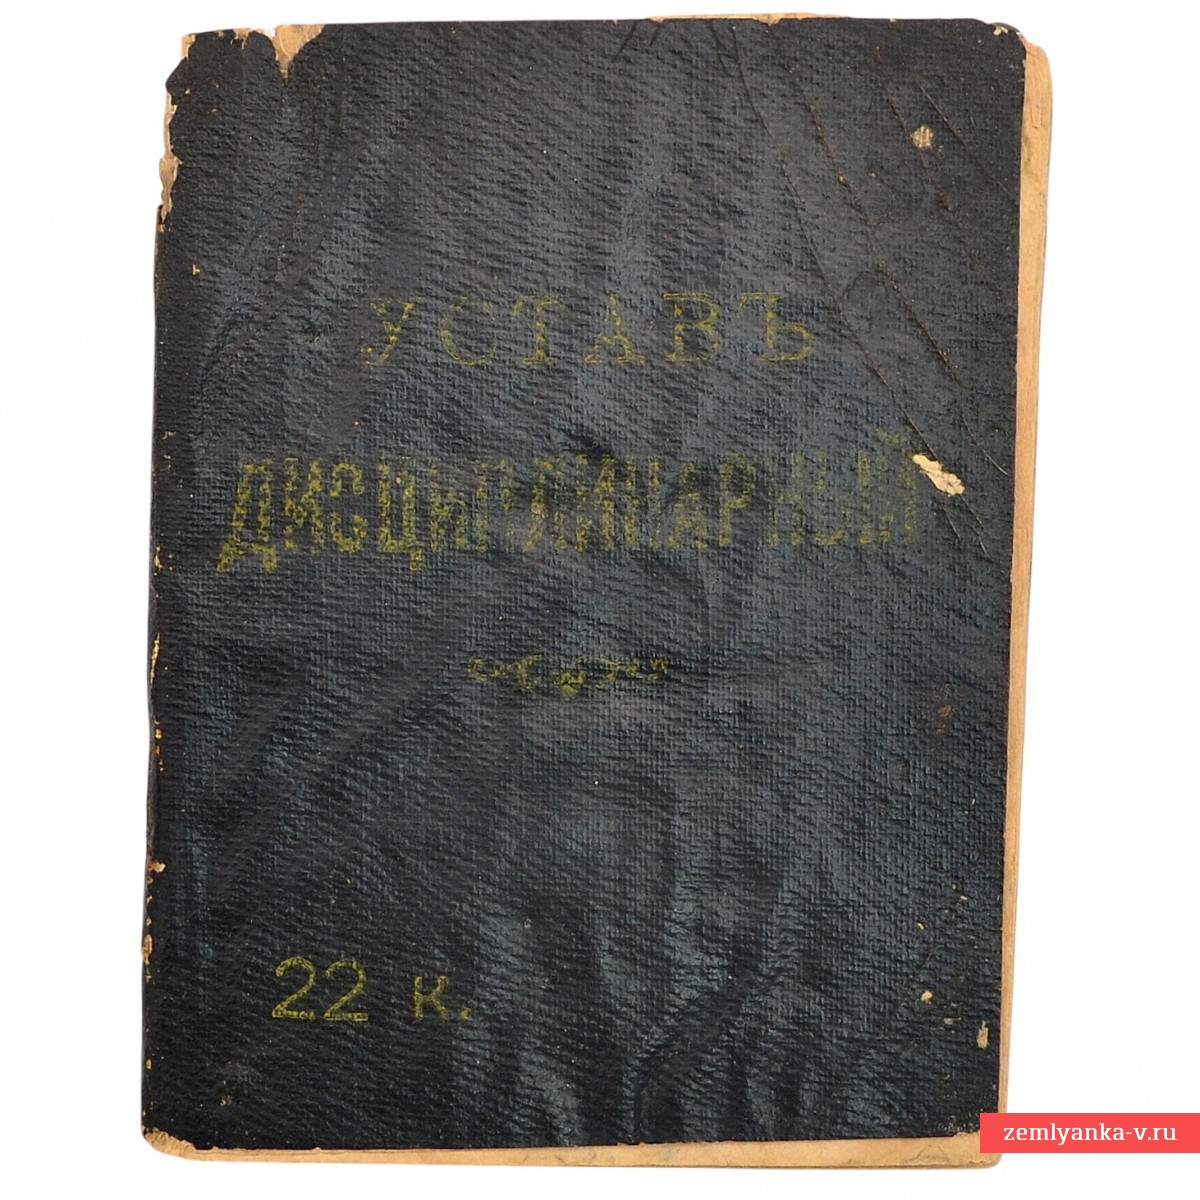 УСТАВЪ
ДИСЦИПЛИНАРНЫЙ
22 к.
zemlyanka-v.ru